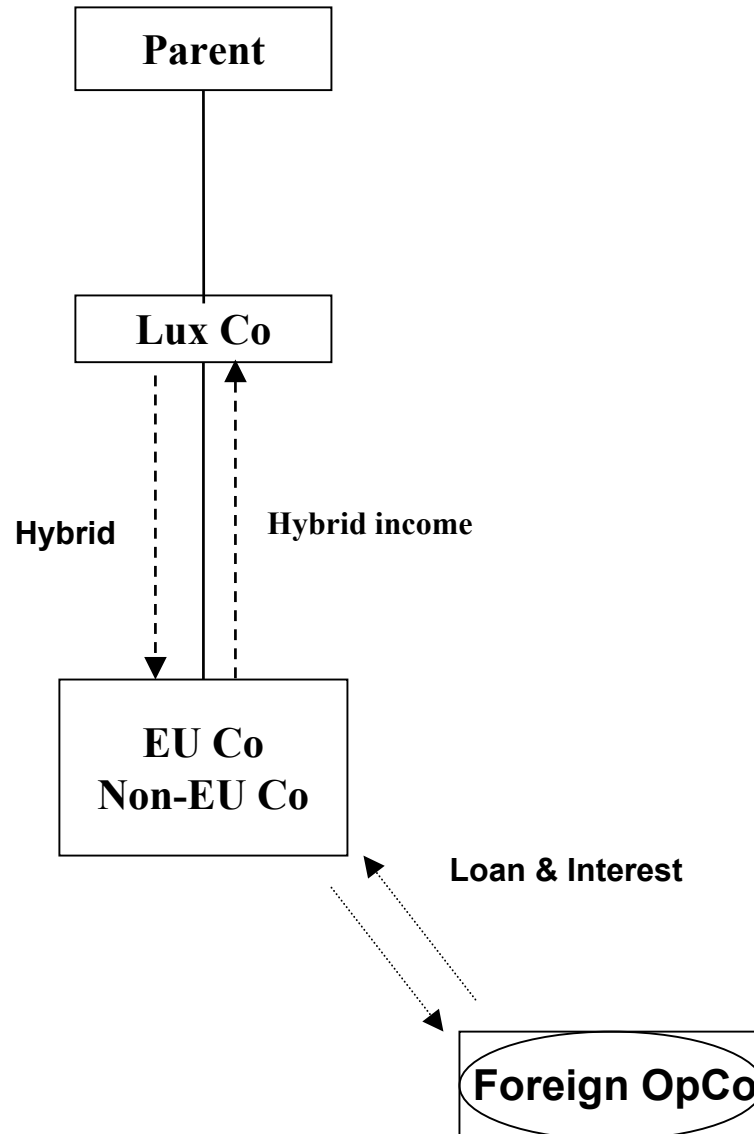 Parent
Lux Co
Hybrid
Hybrid income
EU Co
Non-EU Co
Loan & Interest
Foreign OpCo